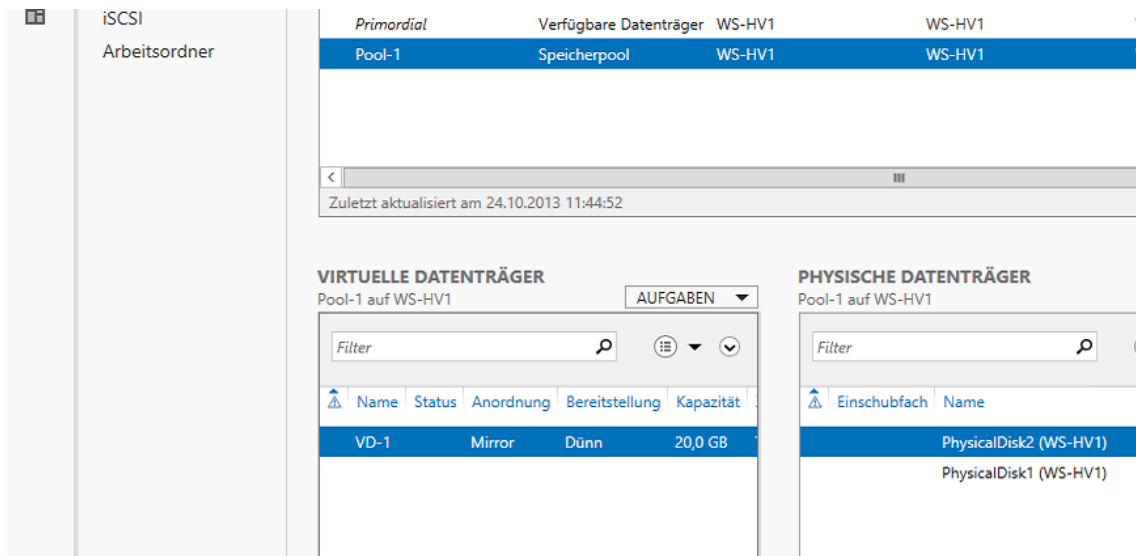 iSCSI
Arbeitsordner
Primordial Verfügbare Datenträger WS-HV1 WS-HV1
Pool-1 Speicherpool WS-HV1 WS-HV1
Zuletzt aktualisiert am 24.10.2013 11:44:52
VIRTUELLE DATENTRÄGER
Pool-1 auf WS-HV1
AUFGABEN
Filter
Name Status Anordnung Bereitstellung Kapazität
VD-1 Mirror Dünn 20,0 GB
PHYSISCHE DATENTRÄGER
Pool-1 auf WS-HV1
Filter
Einschubfach Name
PhysicalDisk2 (WS-HV1)
PhysicalDisk1 (WS-HV1)